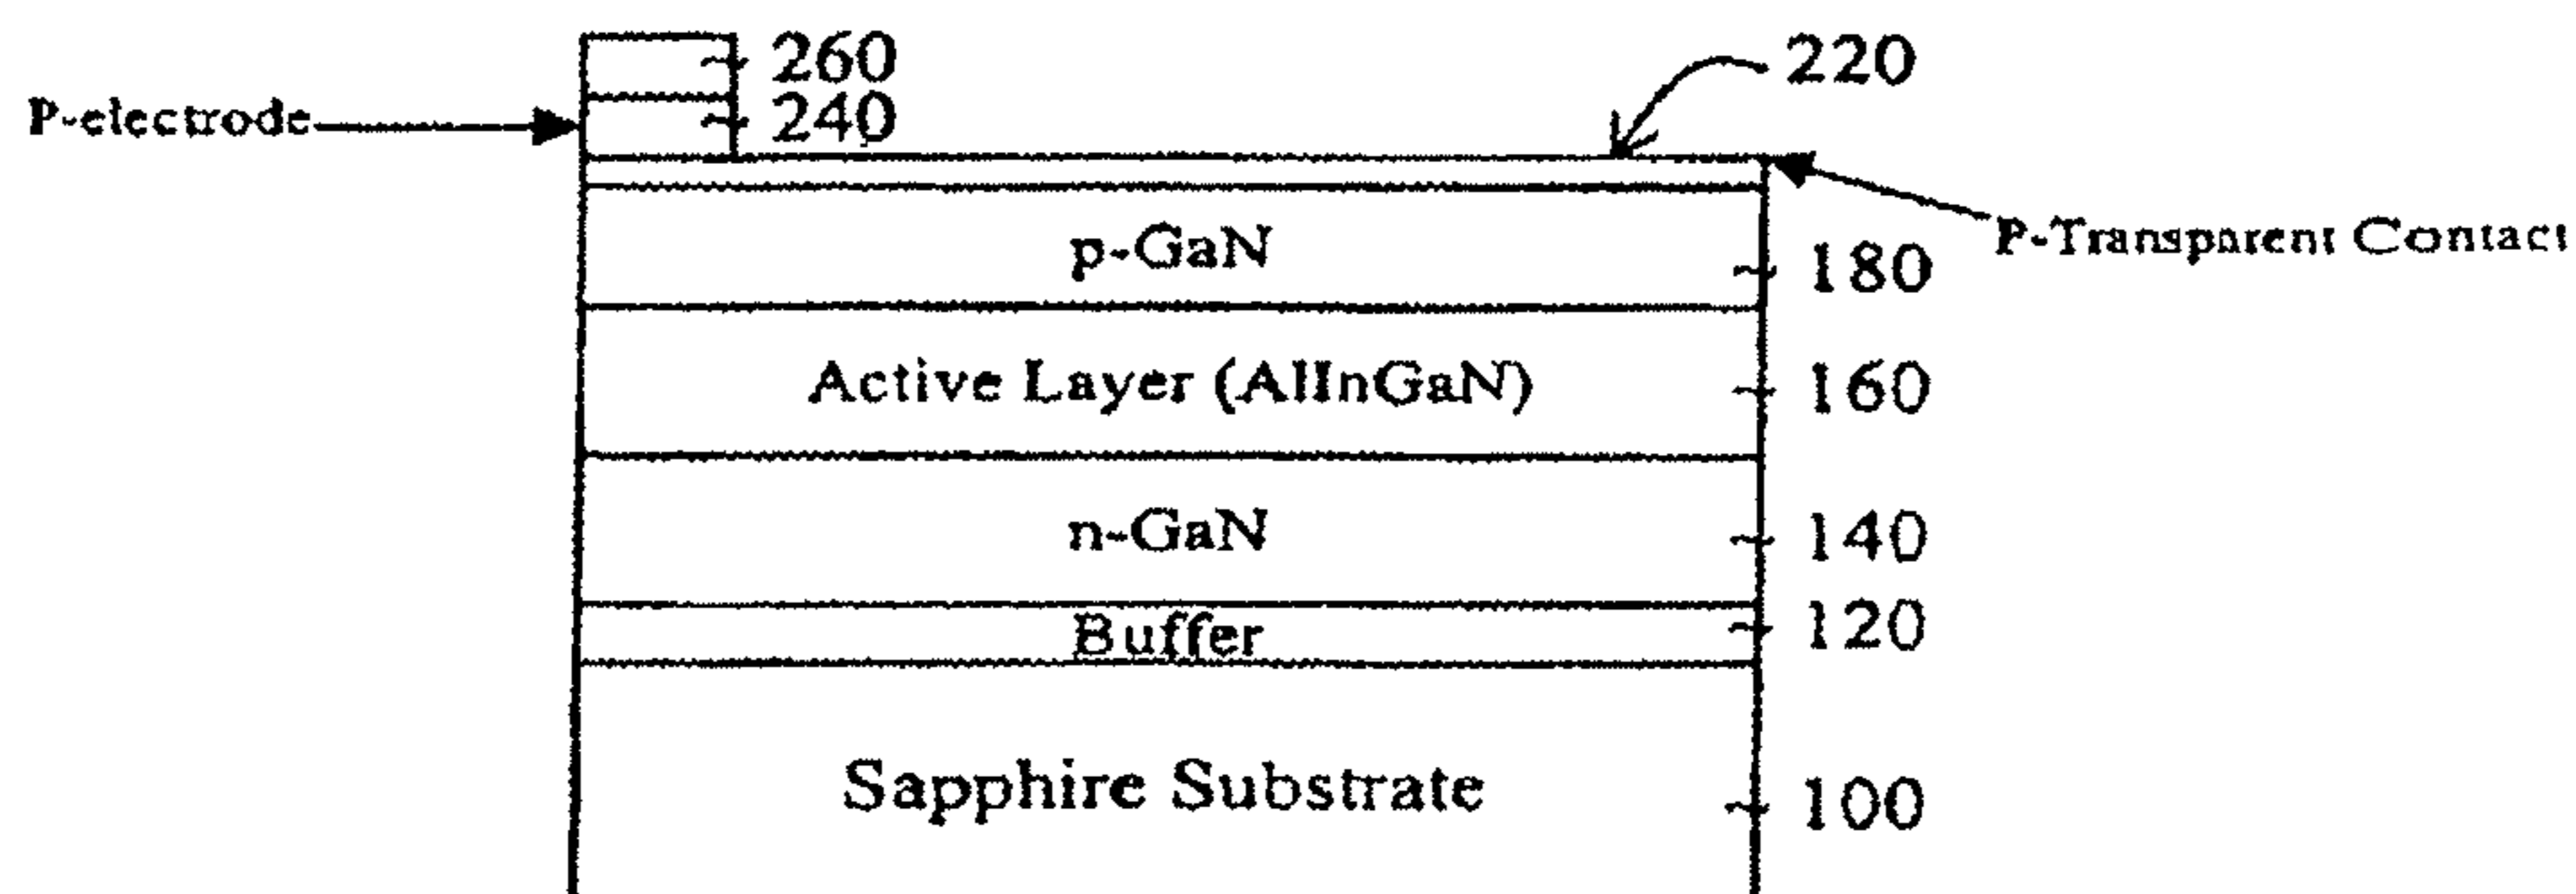 260
220
P-electrode
240
p-GaN
P-Transparent Contact
180
Active Layer (AlInGaN)
160
n-GaN
140
Buffer
120
Sapphire Substrate
100